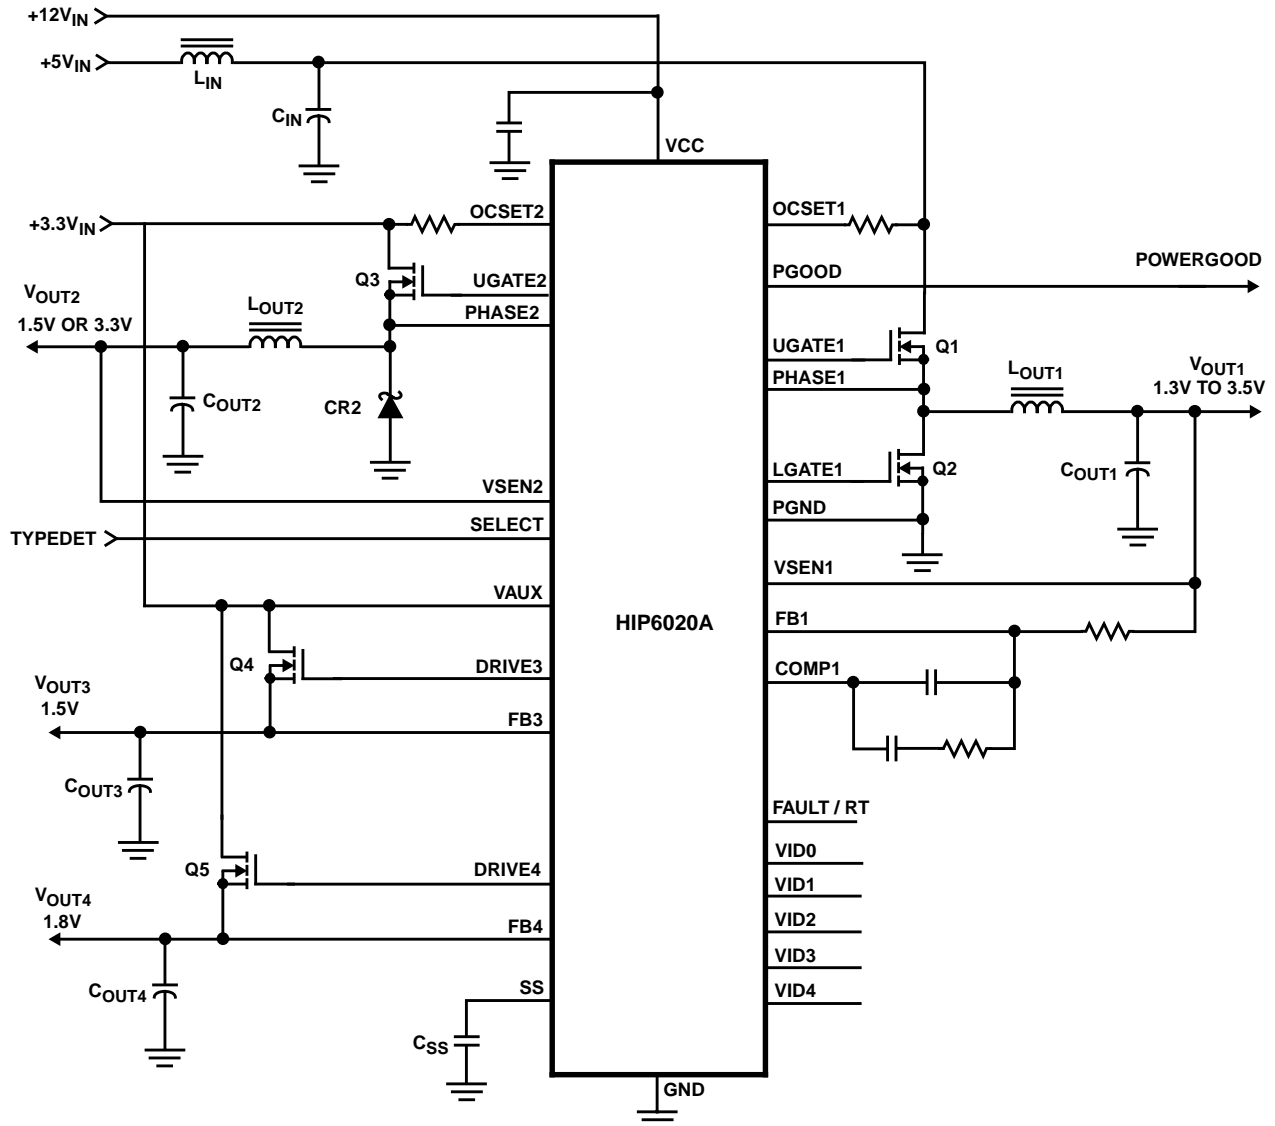 +12VIN
+5VIN
LIN
CIN
VCC
+3.3VIN
OCSET2
OCSET1
Q3
UGATE2
PGOOD
POWERGOOD
VOUT2
1.5V OR 3.3V
LOUT2
PHASE2
UGATE1
Q1
PHASE1
LOUT1
VOUT1
1.3V TO 3.5V
COUT2
CR2
LGATE1
Q2
COUT1
VSEN2
PGND
SELECT
TYPEDET
VSEN1
VAUX
HIP6020A
FB1
Q4
DRIVE3
COMP1
VOUT3
1.5V
FB3
COUT3
FAULT / RT
VID0
Q5
DRIVE4
VID1
VOUT4
1.8V
FB4
VID2
VID3
COUT4
SS
VID4
CSS
GND